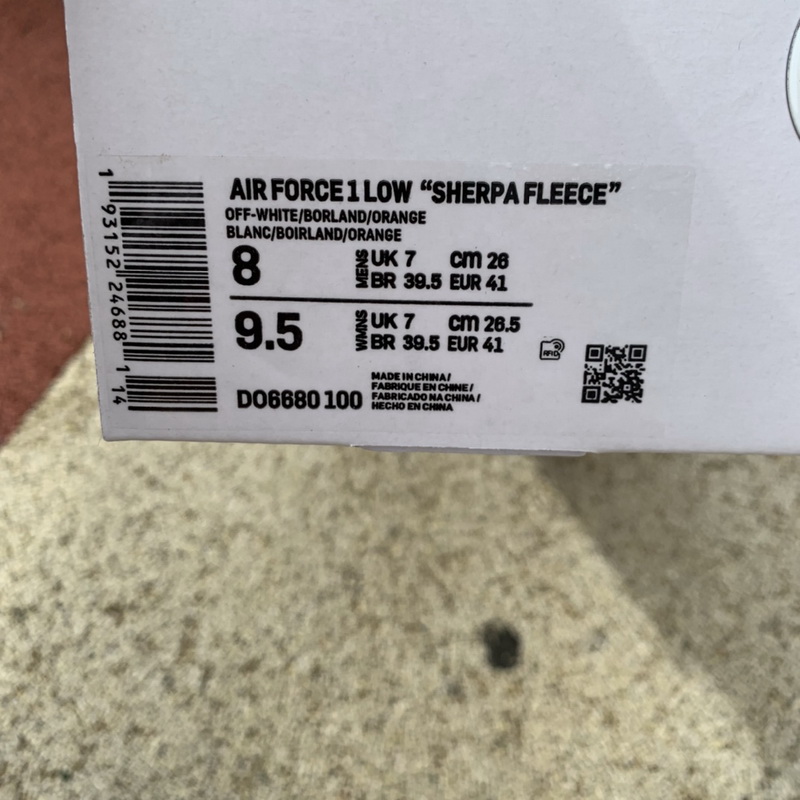 AIR FORCE 1 LOW “SHERPA FLEECE”
OFF-WHITE/BORLAND/ORANGE
BLANC/BOIRLAND/ORANGE
8 MENS UK 7 CM 26
BR 39.5 EUR 41
9.5 WMNS UK 7 CM 26.5
BR 39.5 EUR 41
RFID
DO6680 100
MADE IN CHINA/
FABRIQUE EN CHINE/
FABRICADO NA CHINA/
HECHO EN CHINA
1 93152 24688 1 14